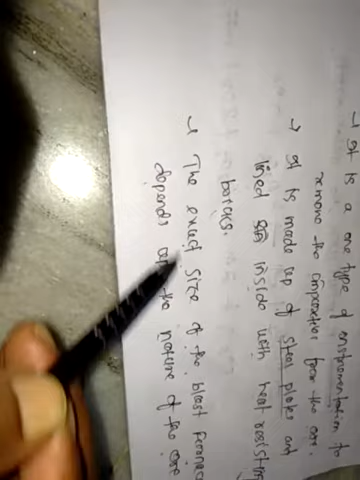 → It is a one type of instrumentation to
remove the impurities from the ore.
→ It is made up of steel plates and
lined inside with heat resisting
bricks.
→ The exact size of the blast furnace
depends up the nature of the ore